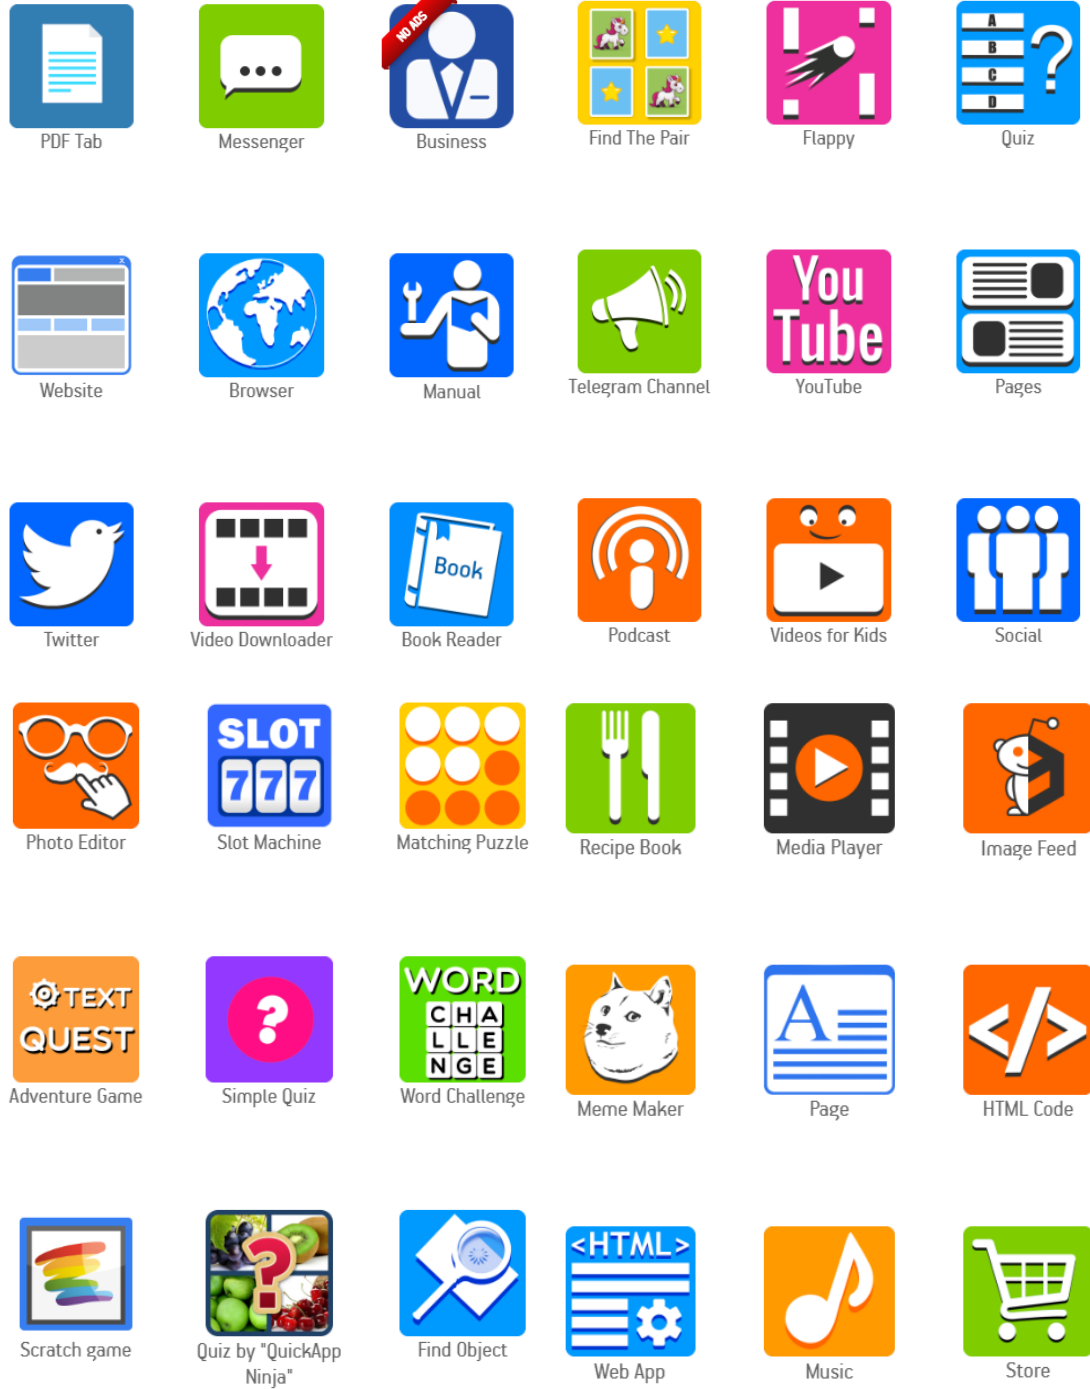 NO ADS
A
B
C
D
PDF Tab
Messenger
Business
Find The Pair
Flappy
Quiz
x
You
Tube
Website
Browser
Manual
Telegram Channel
YouTube
Pages
Book
Twitter
Video Downloader
Book Reader
Podcast
Videos for Kids
Social
SLOT
777
Photo Editor
Slot Machine
Matching Puzzle
Recipe Book
Media Player
Image Feed
TEXT
QUEST
?
WORD
CHA
LLE
NGE
A
</>
Adventure Game
Simple Quiz
Word Challenge
Meme Maker
Page
HTML Code
?
<HTML>
Scratch game
Quiz by "QuickApp
Ninja"
Find Object
Web App
Music
Store